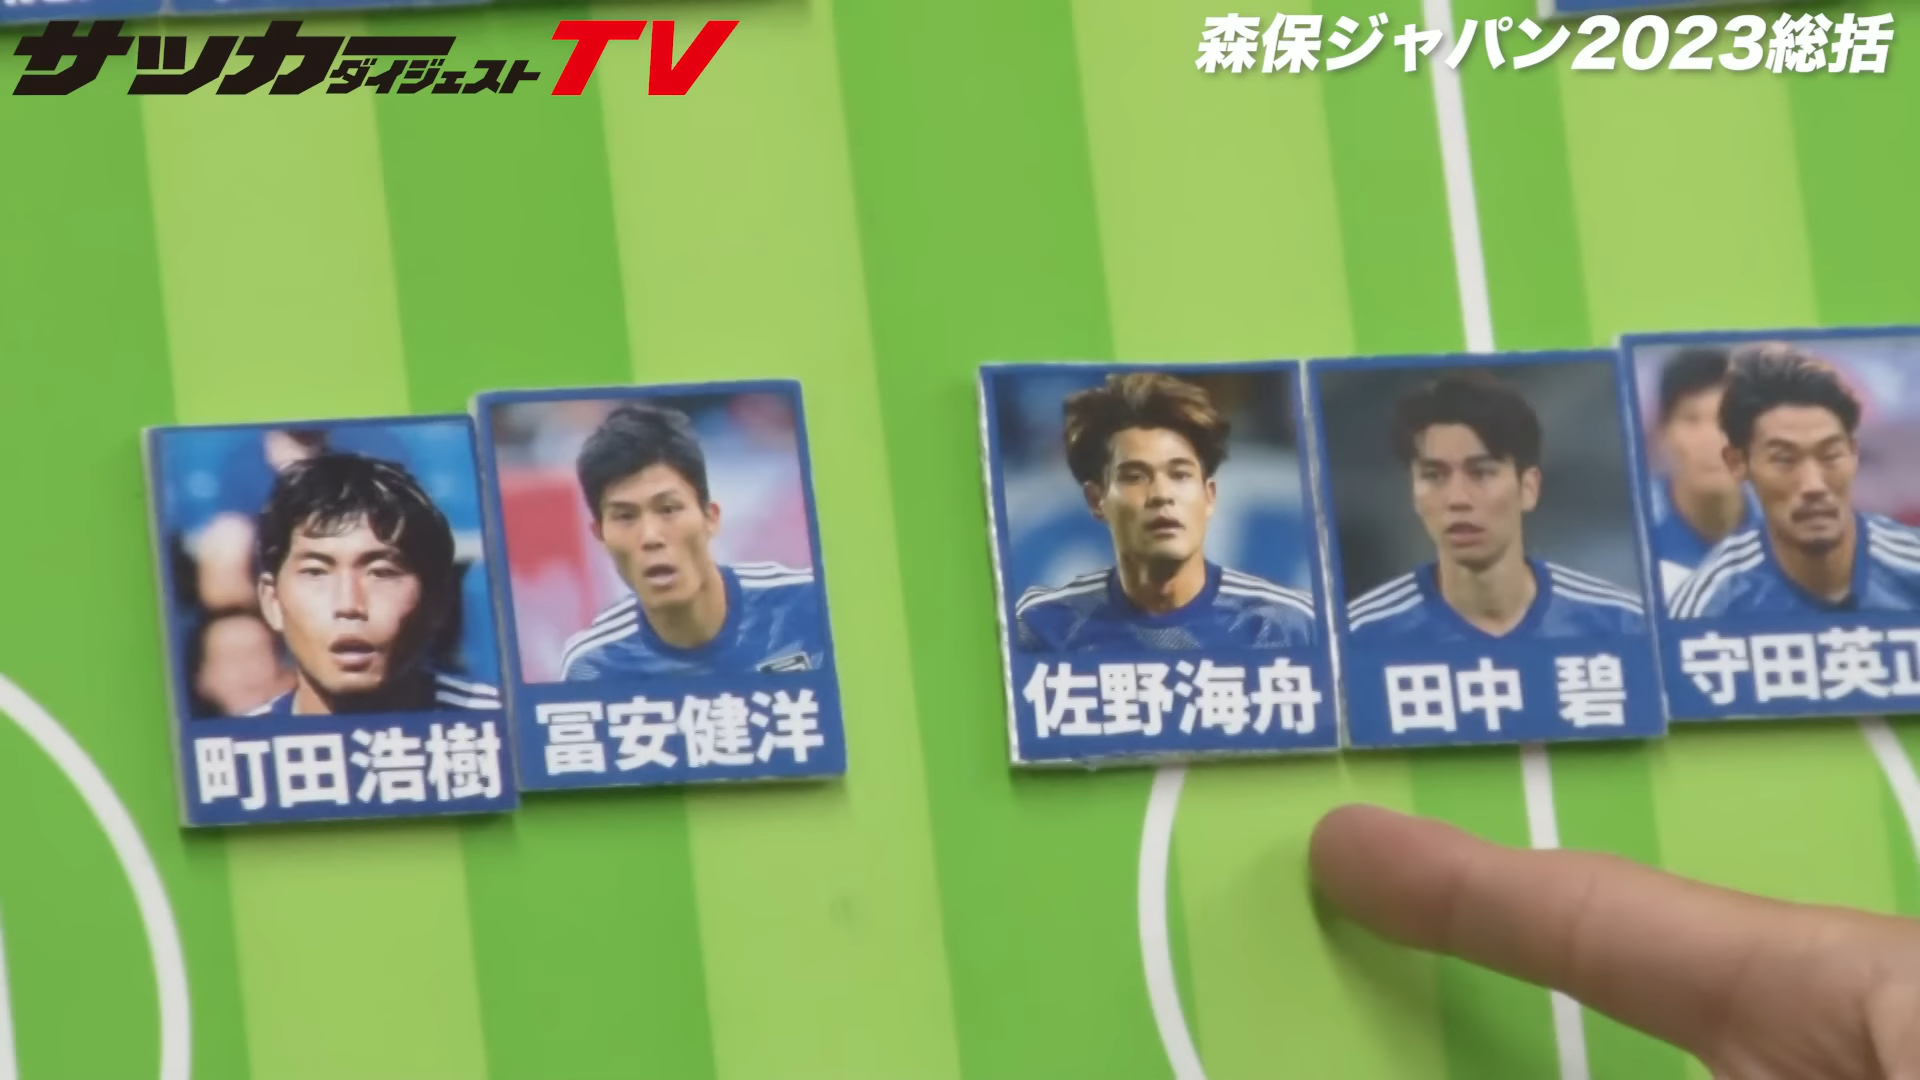 サッカーダイジェストTV
森保ジャパン2023総括
町田浩樹
冨安健洋
佐野海舟
田中 碧
守田英正